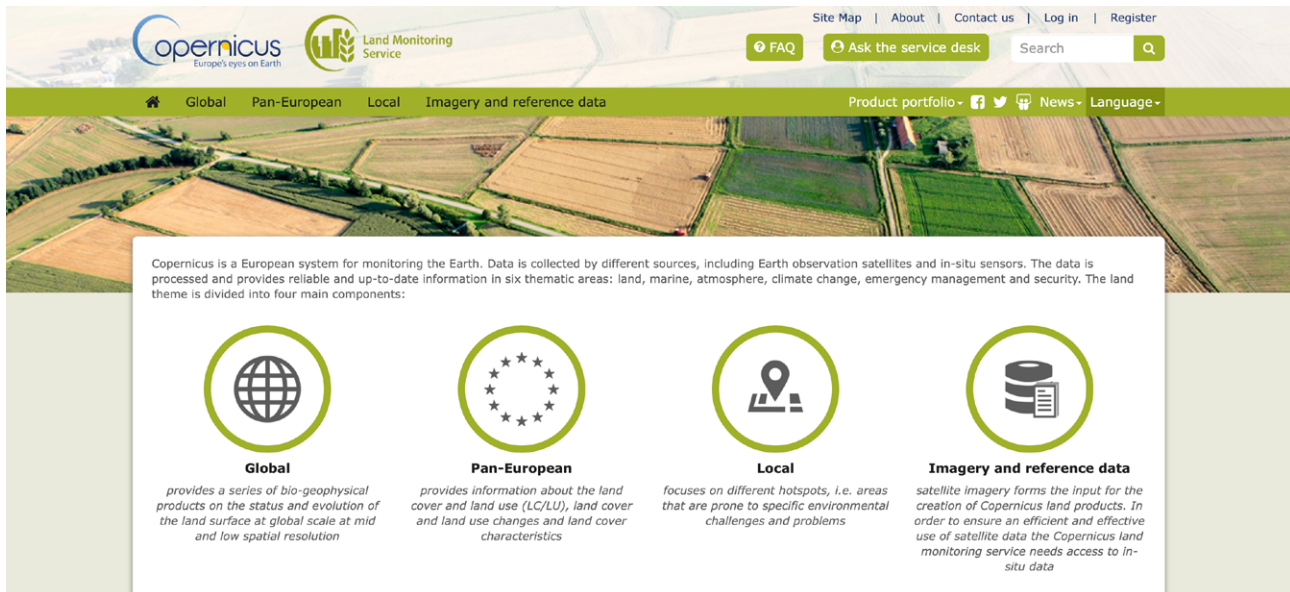 Site Map | About | Contact us | Log in | Register
opernicus
Europe's eyes on Earth
Land Monitoring
Service
FAQ
Ask the service desk
Search
Global Pan-European Local Imagery and reference data Product portfolio News Language
Copernicus is a European system for monitoring the Earth. Data is collected by different sources, including Earth observation satellites and in-situ sensors. The data is
processed and provides reliable and up-to-date information in six thematic areas: land, marine, atmosphere, climate change, emergency management and security. The land
theme is divided into four main components:
Global
provides a series of bio-geophysical
products on the status and evolution of
the land surface at global scale at mid
and low spatial resolution
Pan-European
provides information about the land
cover and land use (LC/LU), land cover
and land use changes and land cover
characteristics
Local
focuses on different hotspots, i.e. areas
that are prone to specific environmental
challenges and problems
Imagery and reference data
satellite imagery forms the input for the
creation of Copernicus land products. In
order to ensure an efficient and effective
use of satellite data the Copernicus land
monitoring service needs access to in-
situ data